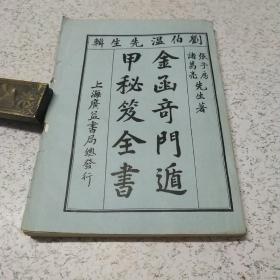 劉伯溫先生輯
張子房
諸葛亮
先生著
金函奇門遁
甲秘笈全書
上海廣益書局總發行